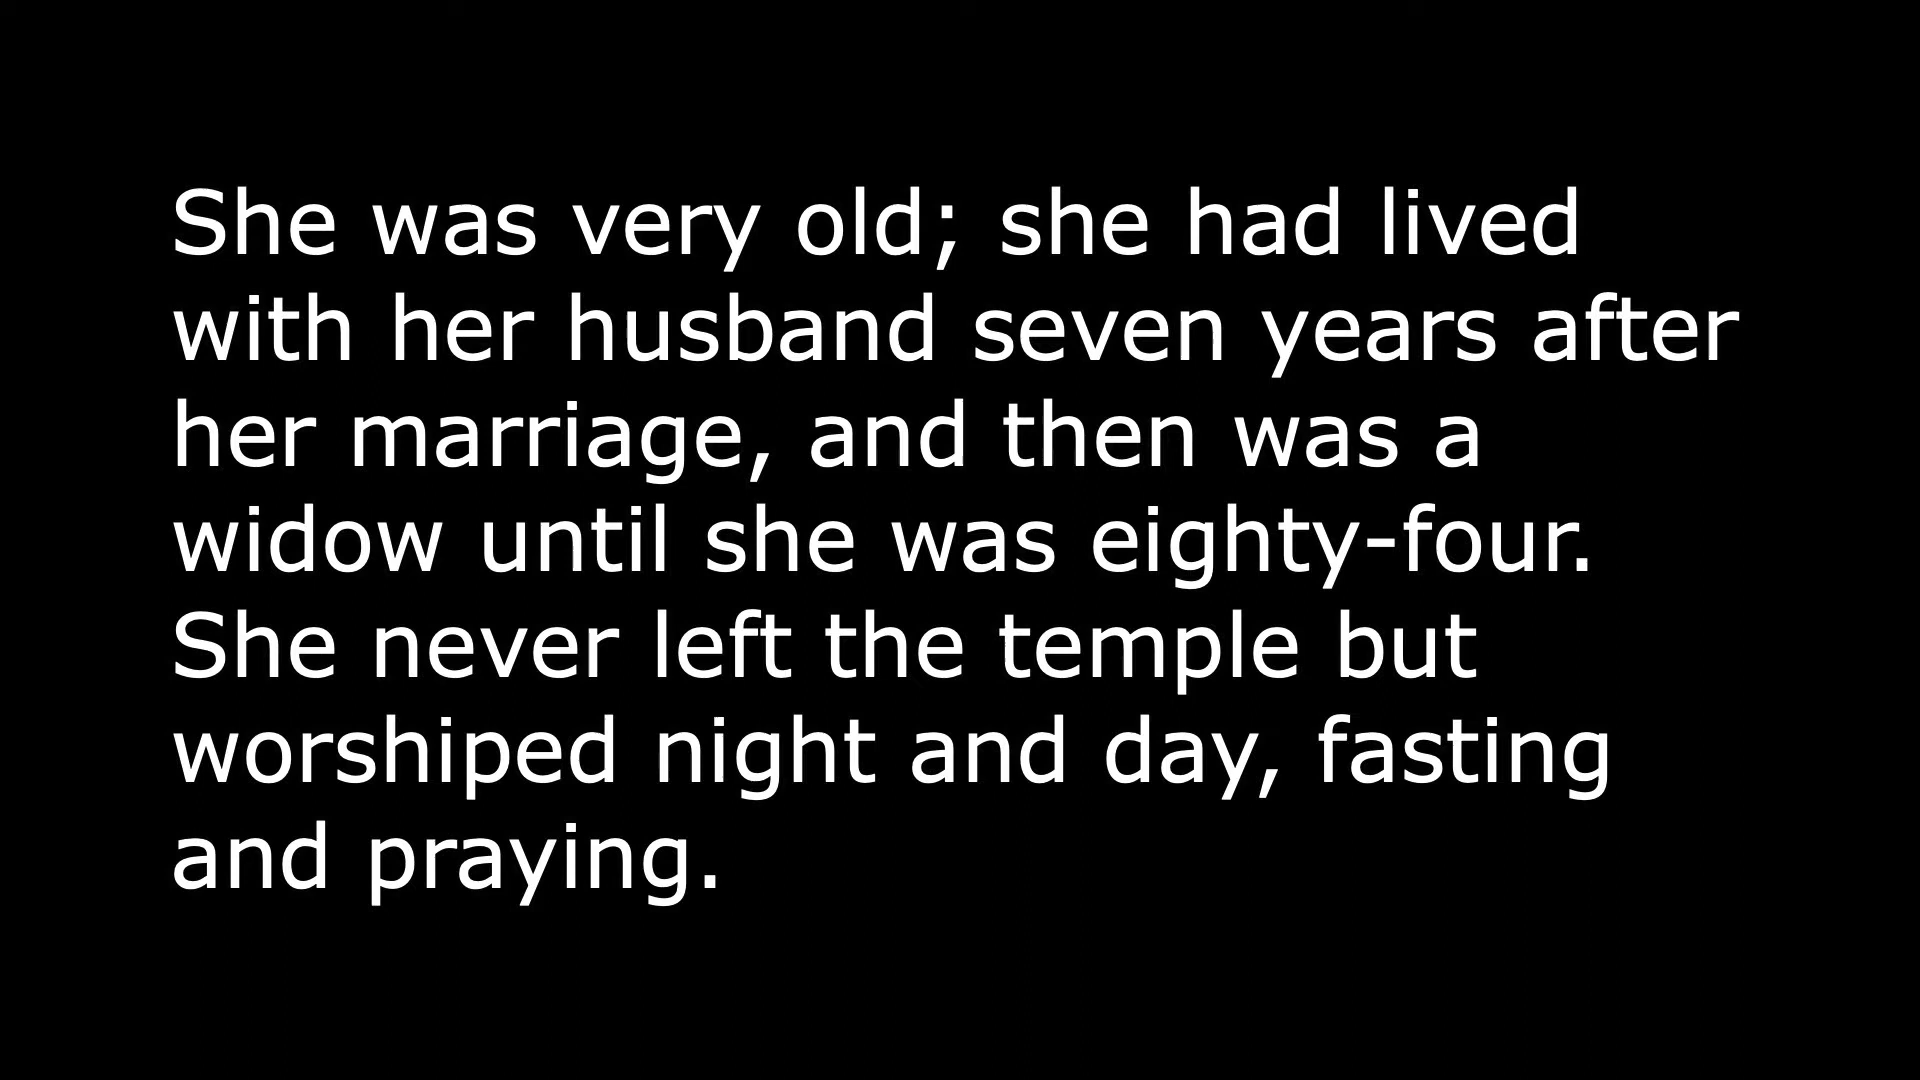 She was very old; she had lived
with her husband seven years after
her marriage, and then was a
widow until she was eighty-four.
She never left the temple but
worshiped night and day, fasting
and praying.